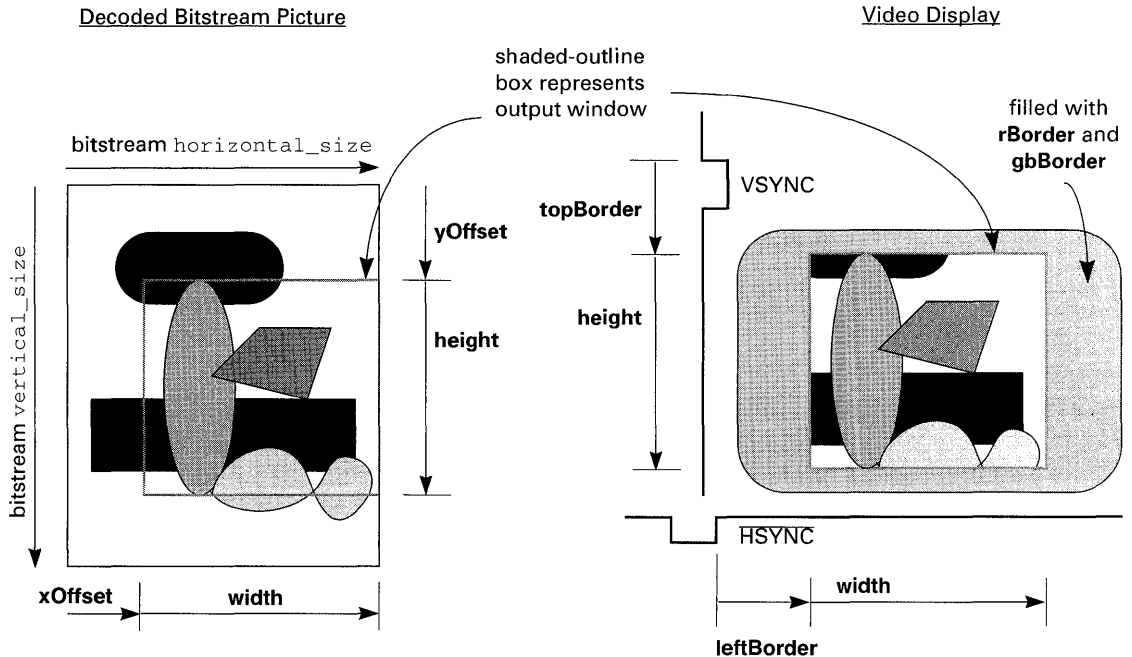 Decoded Bitstream Picture
Video Display
shaded-outline
box represents
output window
filled with
rBorder and
gbBorder
bitstream horizontal_size
VSYNC
topBorder
yOffset
height
height
bitstream vertical_size
HSYNC
xOffset
width
width
leftBorder